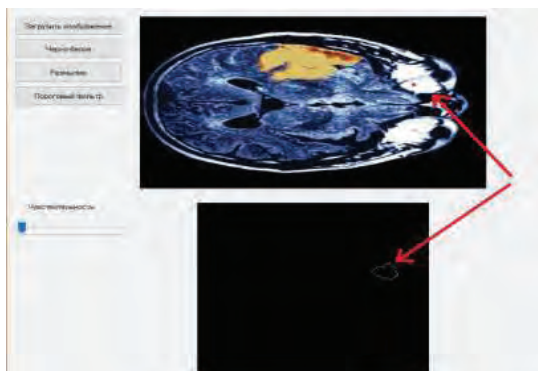 Загрузить изображение
Черно-белое
Размытие
Пороговый фильтр
Чувствительность